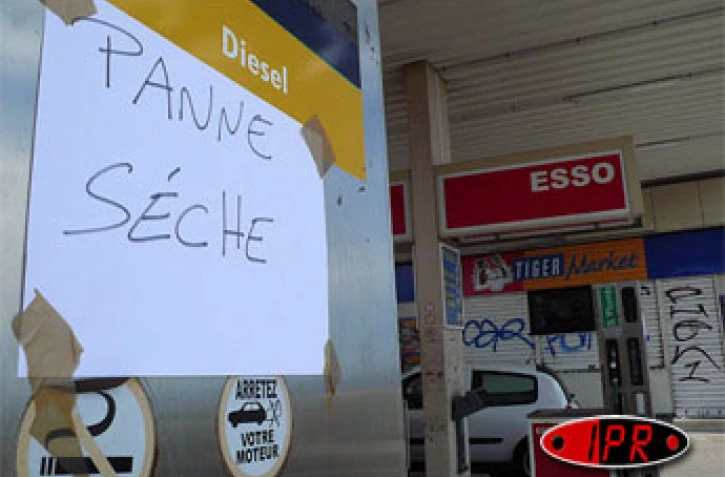 Diesel
PANNE
SÉCHE
ESSO
TIGER Market
ARRETEZ
VOTRE
MOTEUR
IPR